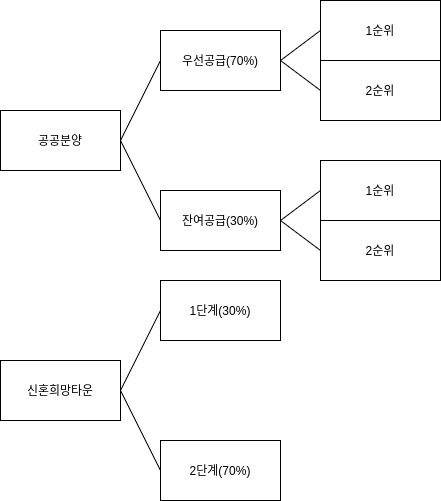 공공분양
우선공급(70%)
1순위
2순위
잔여공급(30%)
1순위
2순위
신혼희망타운
1단계(30%)
2단계(70%)